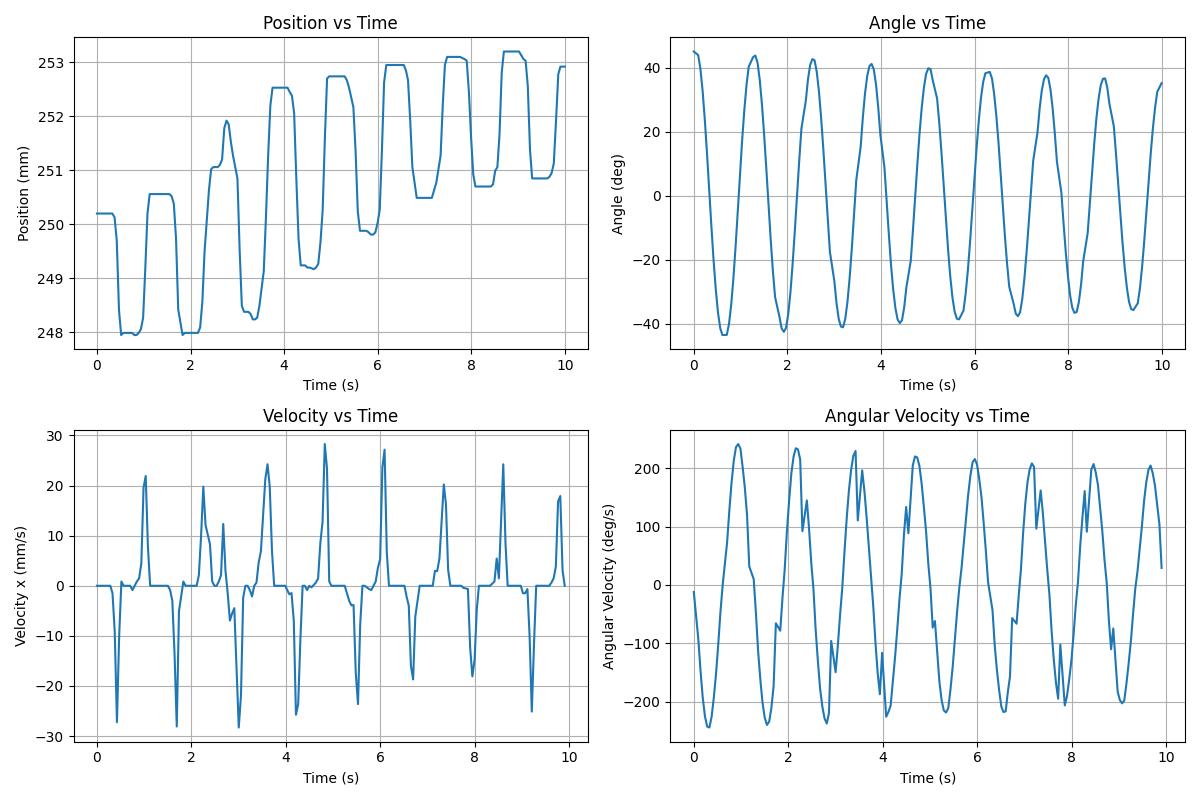 Position vs Time
Position (mm)
253
252
251
250
249
248
0 2 4 6 8 10
Time (s)
Angle vs Time
Angle (deg)
40
20
0
−20
−40
0 2 4 6 8 10
Time (s)
Velocity vs Time
Velocity x (mm/s)
30
20
10
0
−10
−20
−30
0 2 4 6 8 10
Time (s)
Angular Velocity vs Time
Angular Velocity (deg/s)
200
100
0
−100
−200
0 2 4 6 8 10
Time (s)